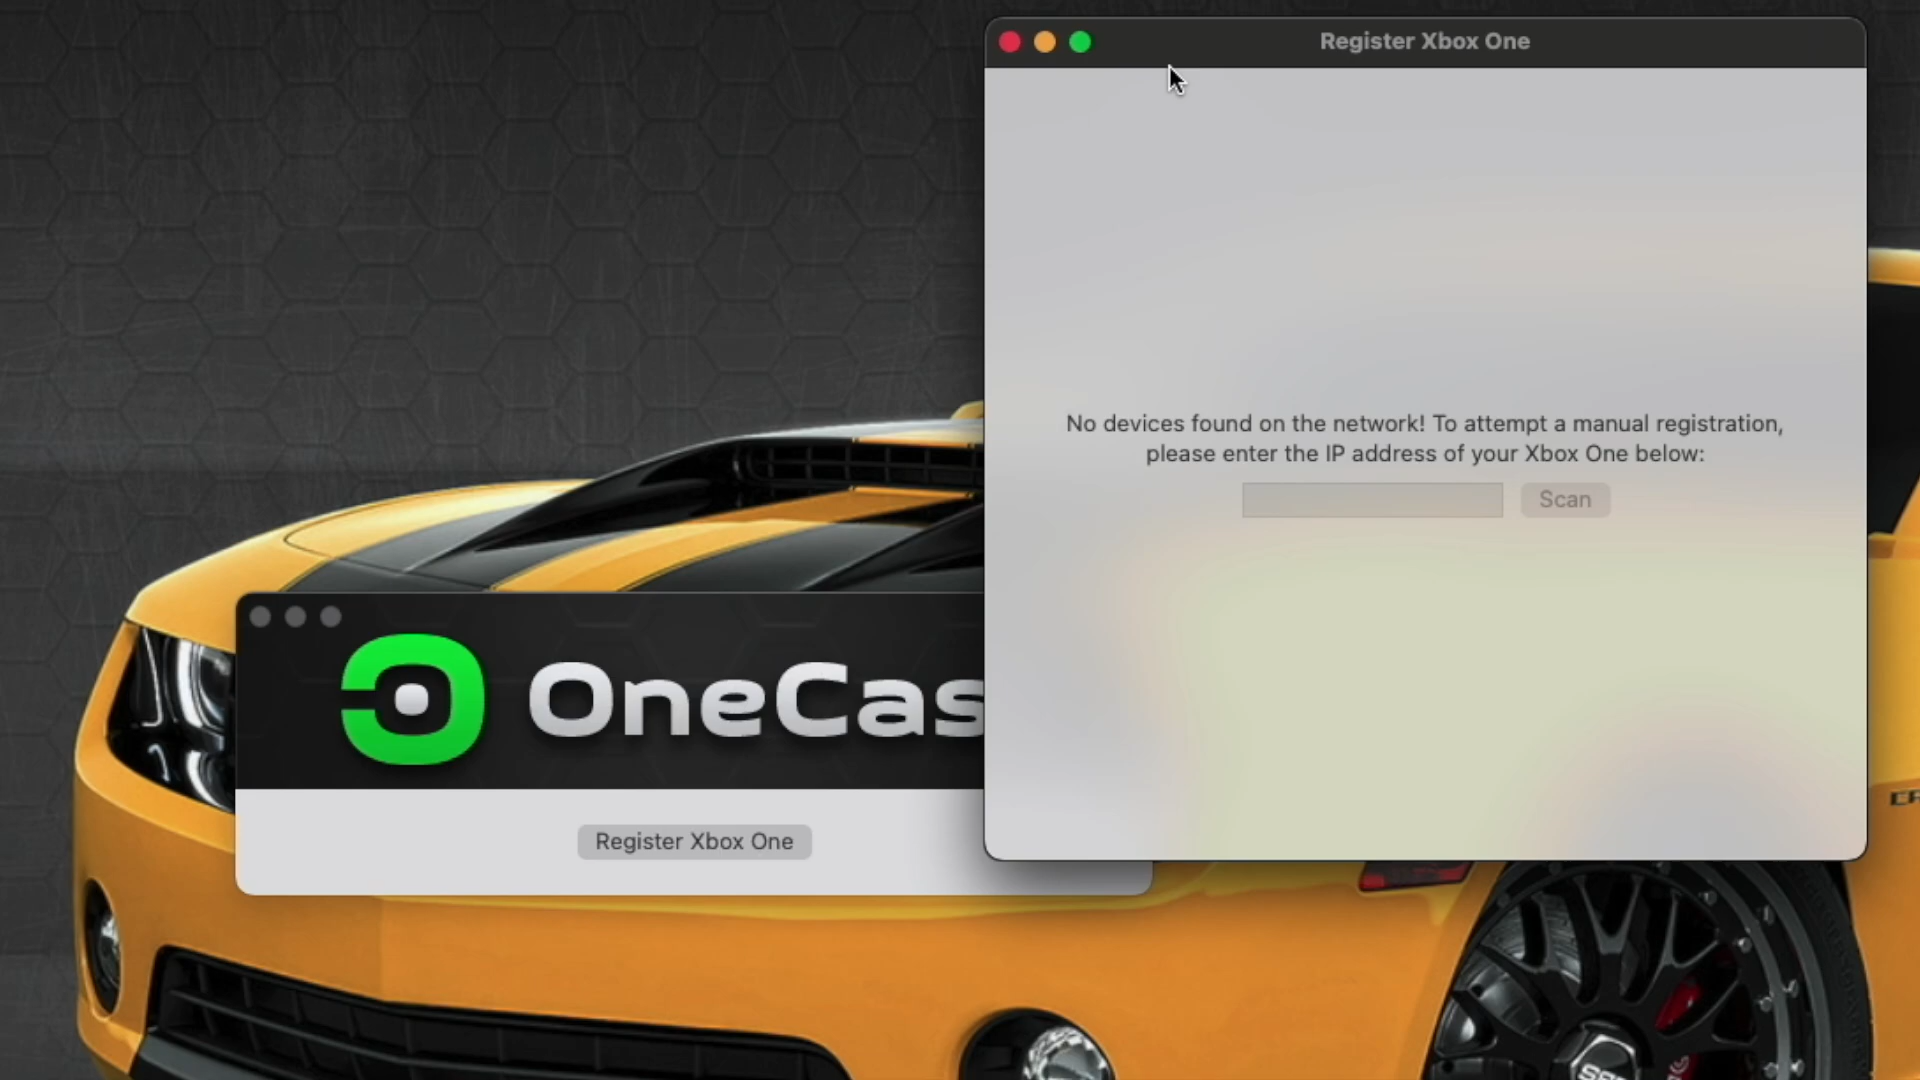 Register Xbox One
No devices found on the network! To attempt a manual registration,
please enter the IP address of your Xbox One below:
Scan
OneCas
Register Xbox One